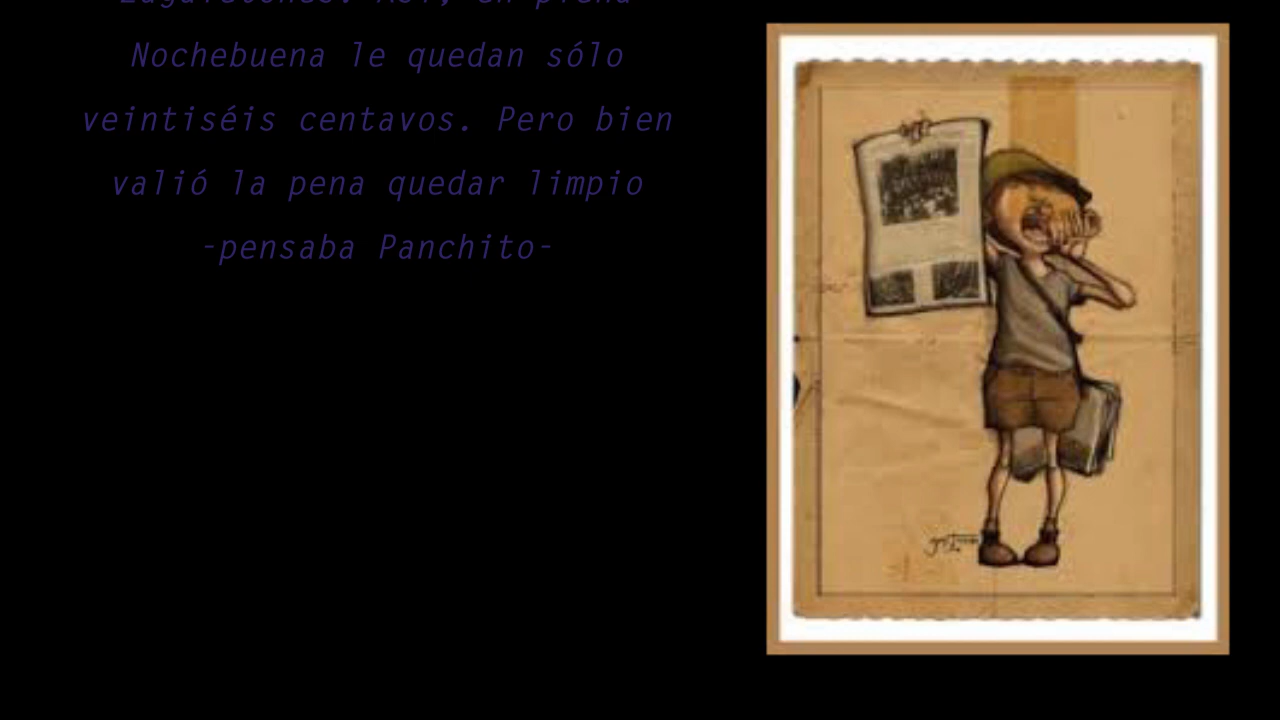 Nochebuena le quedan sólo
veintiséis centavos. Pero bien
valió la pena quedar limpio
-pensaba Panchito-